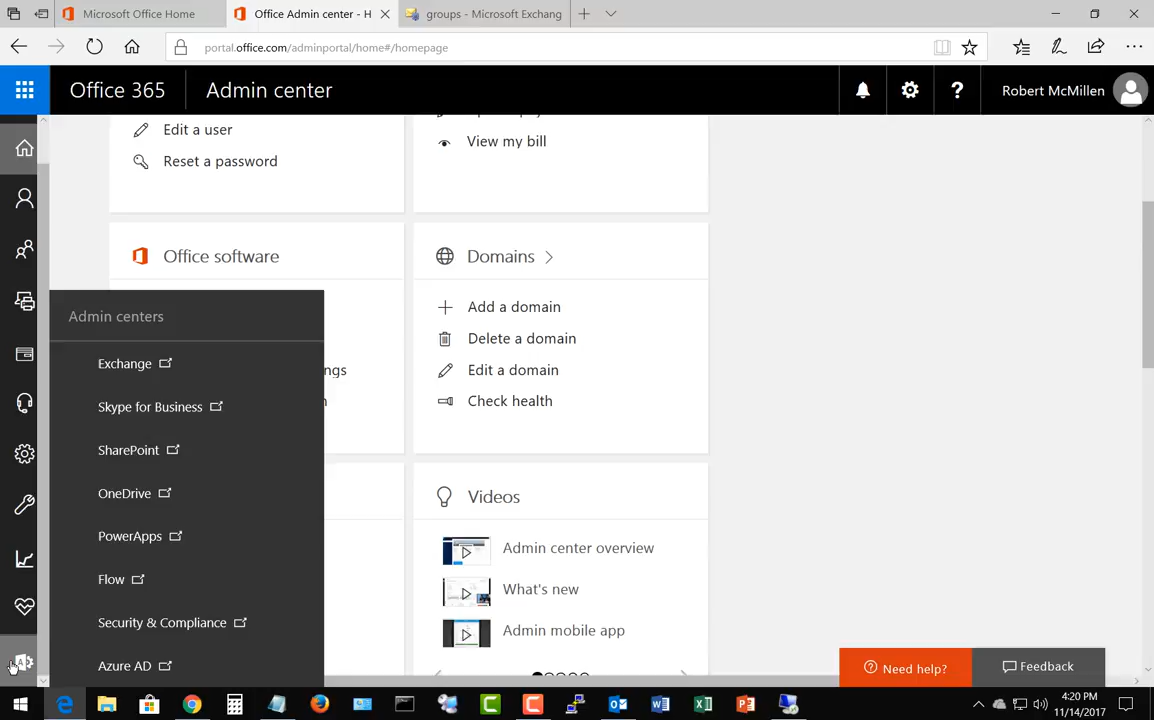 Microsoft Office Home
Office Admin center - H
groups - Microsoft Exchang
portal.office.com/adminportal/home#/homepage
Office 365
Admin center
Robert McMillen
Edit a user
Reset a password
View my bill
Office software
Domains
Add a domain
Delete a domain
Edit a domain
Check health
ngs
Admin centers
Exchange
Skype for Business
SharePoint
OneDrive
PowerApps
Flow
Security & Compliance
Azure AD
Videos
Admin center overview
What's new
Admin mobile app
Need help?
Feedback
4:20 PM
11/14/2017